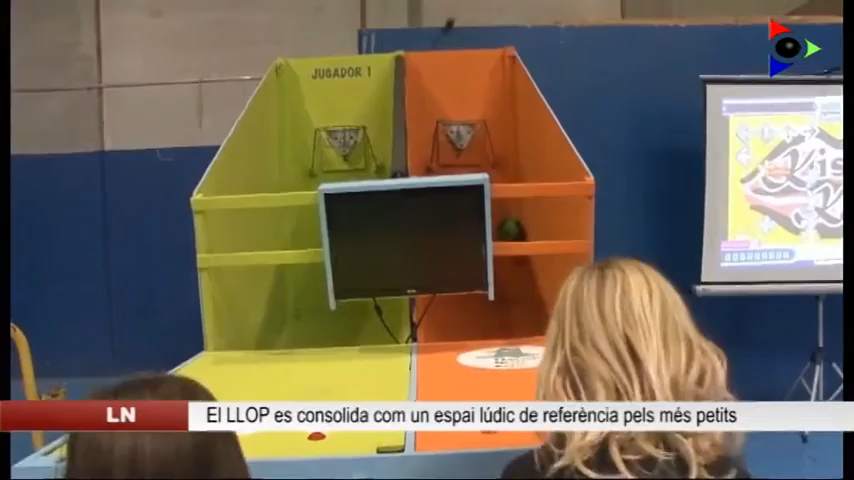 JUGADOR 1
LN
El LLOP es consolida com un espai lúdic de referència pels més petits